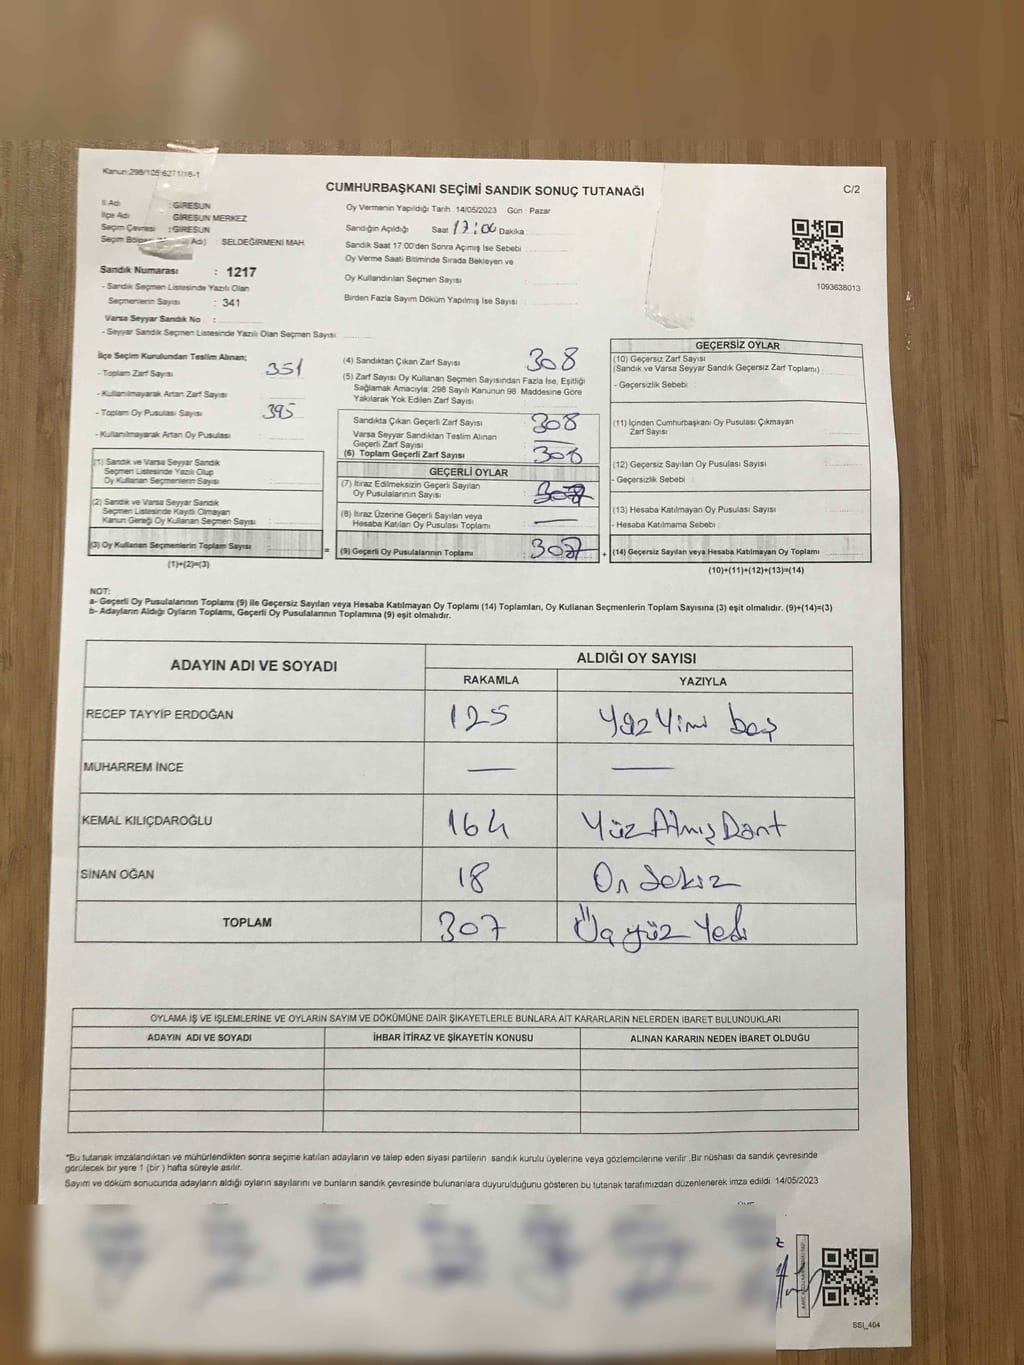 Kanun:298/105;6271/16-1
CUMHURBAŞKANI SEÇİMİ SANDIK SONUÇ TUTANAĞI
C/2
İl Adı : GİRESUN
İlçe Adı GİRESUN MERKEZ
Seçim Çevresi : GİRESUN
Seçim Bölgesi Adı) : SELDEĞİRMENİ MAH.
Sandık Numarası : 1217
- Sandık Seçmen Listesinde Yazılı Olan
Seçmenlerin Sayısı : 341
Varsa Seyyar Sandık No :
- Seyyar Sandık Seçmen Listesinde Yazılı Olan Seçmen Sayısı:
Oy Vermenin Yapıldığı Tarih :14/05/2023 Gün : Pazar
Sandığın Açıldığı Saat 17:00 Dakika
Sandık Saat 17:00'den Sonra Açımış İse Sebebi
Oy Verme Saati Bitiminde Sırada Bekleyen ve
Oy Kullandırılan Seçmen Sayısı
Birden Fazla Sayım Döküm Yapılmış İse Sayısı :
1093638013
İlçe Seçim Kurulundan Teslim Alınan;
- Toplam Zarf Sayısı 351
- Kullanılmayarak Artan Zarf Sayısı
- Toplam Oy Pusulası Sayısı 395
- Kullanılmayarak Artan Oy Pusulası
(1) Sandık ve Varsa Seyyar Sandık
Seçmen Listesinde Yazılı Olup
Oy Kullanan Seçmenlerin Sayısı
(2) Sandık ve Varsa Seyyar Sandık
Seçmen Listesinde Kayıtlı Olmayan
Kanun Gereği Oy Kullanan Seçmen Sayısı
(3) Oy Kullanan Seçmenlerin Toplam Sayısı
(1)+(2)=(3)
(4) Sandıktan Çıkan Zarf Sayısı 308
(5) Zarf Sayısı Oy Kullanan Seçmen Sayısından Fazla İse, Eşitliği
Sağlamak Amacıyla, 298 Sayılı Kanunun 98. Maddesine Göre
Yakılarak Yok Edilen Zarf Sayısı
Sandıkta Çıkan Geçerli Zarf Sayısı 308
Varsa Seyyar Sandıktan Teslim Alınan
Geçerli Zarf Sayısı —
(6) Toplam Geçerli Zarf Sayısı 308
GEÇERLİ OYLAR
(7) İtiraz Edilmeksizin Geçerli Sayılan
Oy Pusulalarının Sayısı
(8) İtiraz Üzerine Geçerli Sayılan veya
Hesaba Katılan Oy Pusulası Toplamı —
= (9) Geçerli Oy Pusulalarının Toplamı : 307 +
GEÇERSİZ OYLAR
(10) Geçersiz Zarf Sayısı
(Sandık ve Varsa Seyyar Sandık Geçersiz Zarf Toplamı)
- Geçersizlik Sebebi
(11) İçinden Cumhurbaşkanı Oy Pusulası Çıkmayan
Zarf Sayısı
(12) Geçersiz Sayılan Oy Pusulası Sayısı
- Geçersizlik Sebebi
(13) Hesaba Katılmayan Oy Pusulası Sayısı
- Hesaba Katılmama Sebebi
(14) Geçersiz Sayılan veya Hesaba Katılmayan Oy Toplamı
(10)+(11)+(12)+(13)=(14)
NOT:
a- Geçerli Oy Pusulalarının Toplamı (9) ile Geçersiz Sayılan veya Hesaba Katılmayan Oy Toplamı (14) Toplamları, Oy Kullanan Seçmenlerin Toplam Sayısına (3) eşit olmalıdır. (9)+(14)=(3)
b- Adayların Aldığı Oyların Toplamı, Geçerli Oy Pusulalarının Toplamına (9) eşit olmalıdır.
ADAYIN ADI VE SOYADI
ALDIĞI OY SAYISI
RAKAMLA YAZIYLA
RECEP TAYYİP ERDOĞAN 125 Yüz Yirmi beş
MUHARREM İNCE — —
KEMAL KILIÇDAROĞLU 164 Yüz Atmış Dört
SİNAN OĞAN 18 On Sekiz
TOPLAM 307 Üç yüz Yedi
OYLAMA İŞ VE İŞLEMLERİNE VE OYLARIN SAYIM VE DÖKÜMÜNE DAİR ŞİKAYETLERLE BUNLARA AİT KARARLARIN NELERDEN İBARET BULUNDUKLARI
ADAYIN ADI VE SOYADI İHBAR İTİRAZ VE ŞİKAYETİN KONUSU ALINAN KARARIN NEDEN İBARET OLDUĞU
*Bu tutanak imzalandıktan ve mühürlendikten sonra seçime katılan adayların ve talep eden siyasi partilerin sandık kurulu üyelerine veya gözlemcilerine verilir .Bir nüshası da sandık çevresinde
görülecek bir yere 1 (bir ) hafta süreyle asılır.
Sayım ve döküm sonucunda adayların aldığı oyların sayılarını ve bunların sandık çevresinde bulunanlara duyurulduğunu gösteren bu tutanak tarafımızdan düzenlenerek imza edildi. 14/05/2023
SSI_404